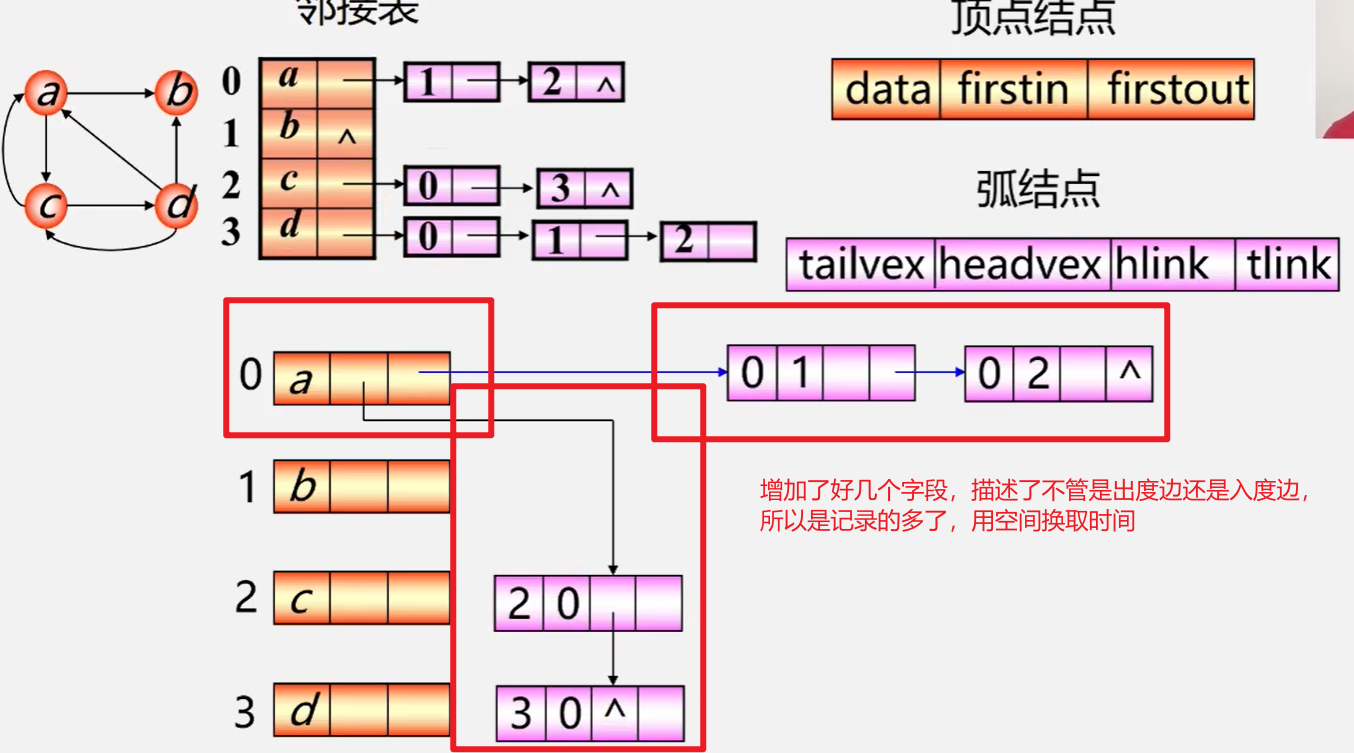 邻接表
顶点结点
a b
c d
0 a 1 2 ^
1 b ^
2 c 0 3 ^
3 d 0 1 2
data firstin firstout
弧结点
tailvex headvex hlink tlink
0 a 0 1 0 2 ^
1 b
增加了好几个字段，描述了不管是出度边还是入度边，
所以是记录的多了，用空间换取时间
2 c 2 0
3 d 3 0 ^